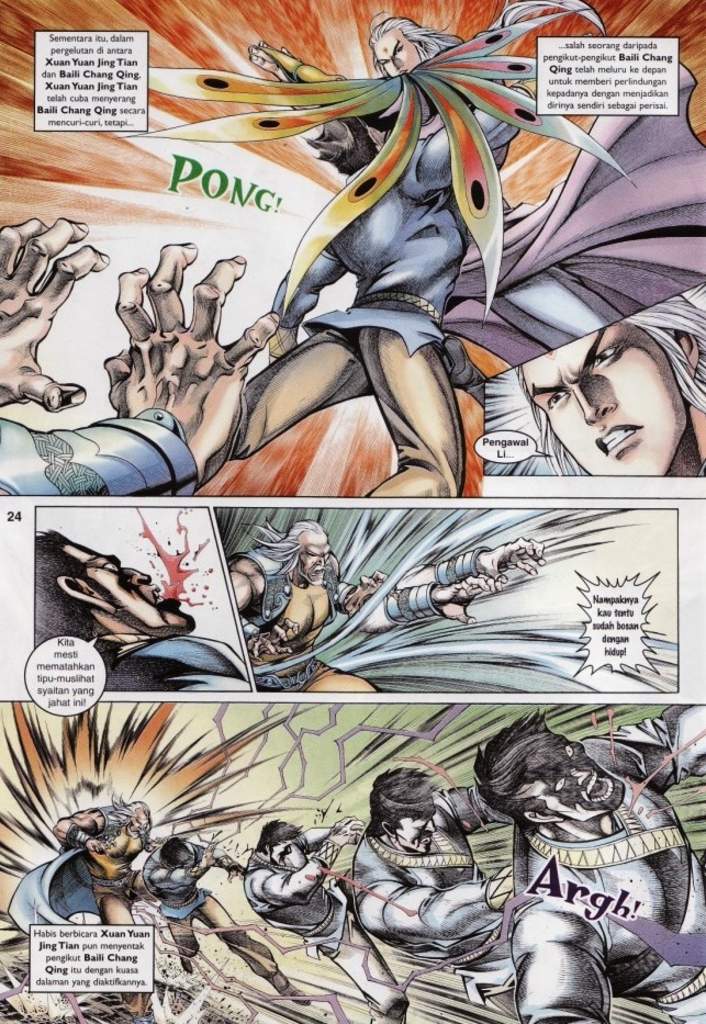 Sementara itu, dalam
pergelutan di antara
Xuan Yuan Jing Tian
dan Baili Chang Qing,
Xuan Yuan Jing Tian
telah cuba menyerang
Baili Chang Qing secara
mencuri-curi, tetapi...
...salah seorang daripada
pengikut-pengikut Baili Chang
Qing telah meluru ke depan
untuk memberi perlindungan
kepadanya dengan menjadikan
dirinya sendiri sebagai perisai.
PONG!
Pengawal
Li...
24
Kita
mesti
mematahkan
tipu-muslihat
syaitan yang
jahat ini!
Nampaknya
kau tentu
sudah bosan
dengan
hidup!
Argh!
Habis berbicara Xuan Yuan
Jing Tian pun menyentak
pengikut Baili Chang
Qing itu dengan kuasa
dalaman yang diaktifkannya.